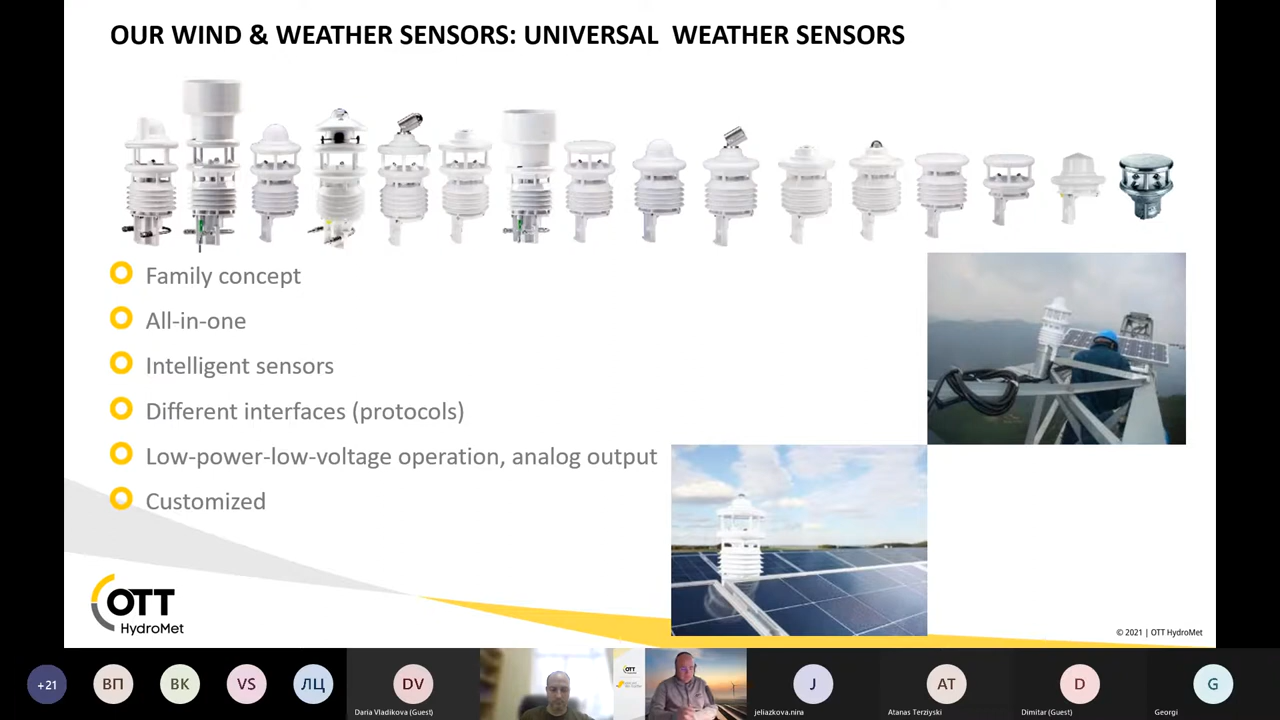 OUR WIND & WEATHER SENSORS: UNIVERSAL WEATHER SENSORS
Family concept
All-in-one
Intelligent sensors
Different interfaces (protocols)
Low-power-low-voltage operation, analog output
Customized
OTT
HydroMet
© 2021 | OTT HydroMet
+21
ВП
ВК
VS
ЛЦ
DV
Daria Vladikova (Guest)
OTT
J
jeliazkova.nina
AT
Atanas Terziyski
D
Dimitar (Guest)
G
Georgi